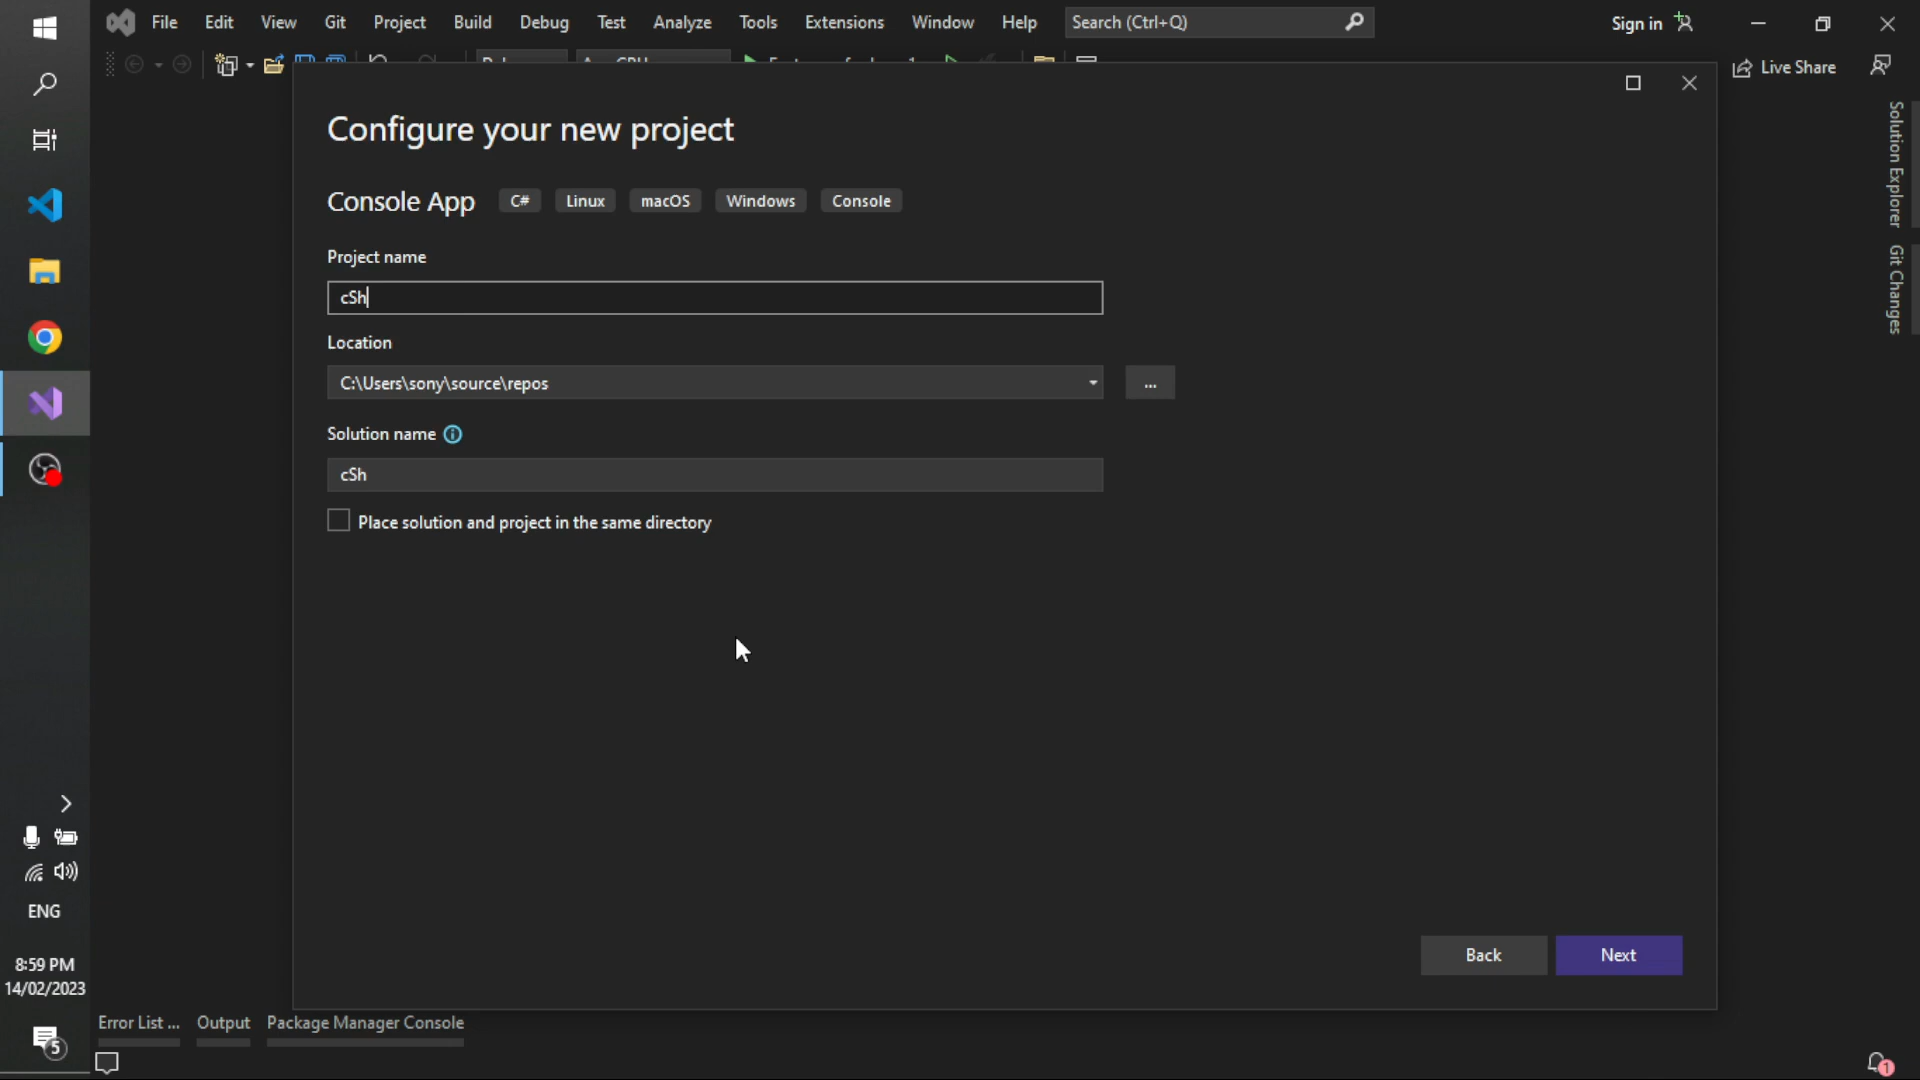 File Edit View Git Project Build Debug Test Analyze Tools Extensions Window Help Search (Ctrl+Q) Sign in
Live Share
Configure your new project
Console App C# Linux macOS Windows Console
Project name
cSh
Location
C:\Users\sony\source\repos
...
Solution name
cSh
Place solution and project in the same directory
Back Next
Solution Explorer
Git Changes
ENG
8:59 PM
14/02/2023
5
Error List ... Output Package Manager Console
1